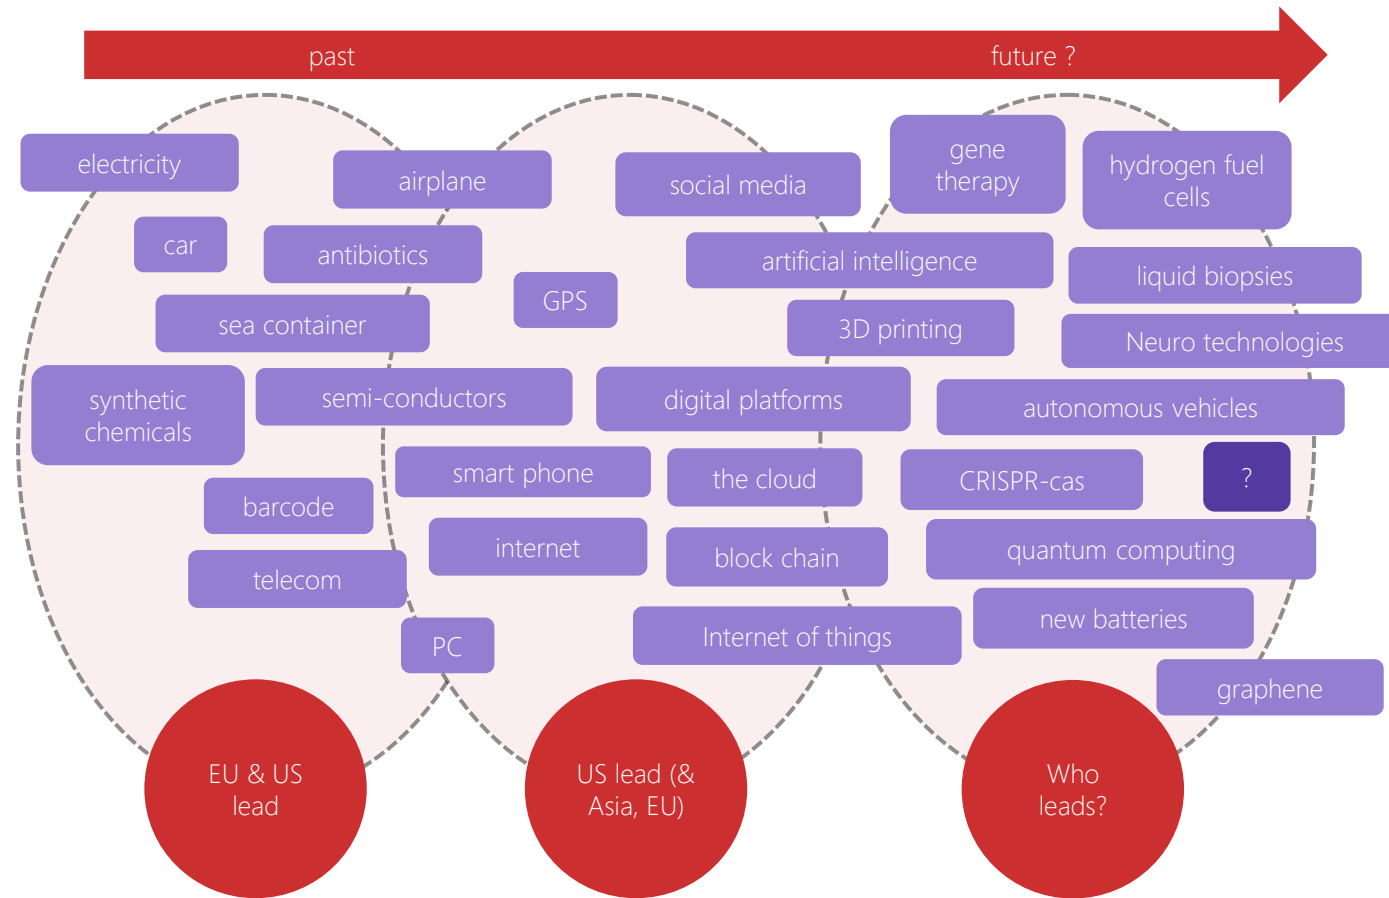 past
future ?
electricity
airplane
social media
gene
therapy
hydrogen fuel
cells
car
antibiotics
artificial intelligence
liquid biopsies
GPS
sea container
3D printing
Neuro technologies
synthetic
chemicals
semi-conductors
digital platforms
autonomous vehicles
smart phone
the cloud
CRISPR-cas
?
barcode
internet
block chain
quantum computing
telecom
new batteries
PC
Internet of things
graphene
EU & US
lead
US lead (&
Asia, EU)
Who
leads?